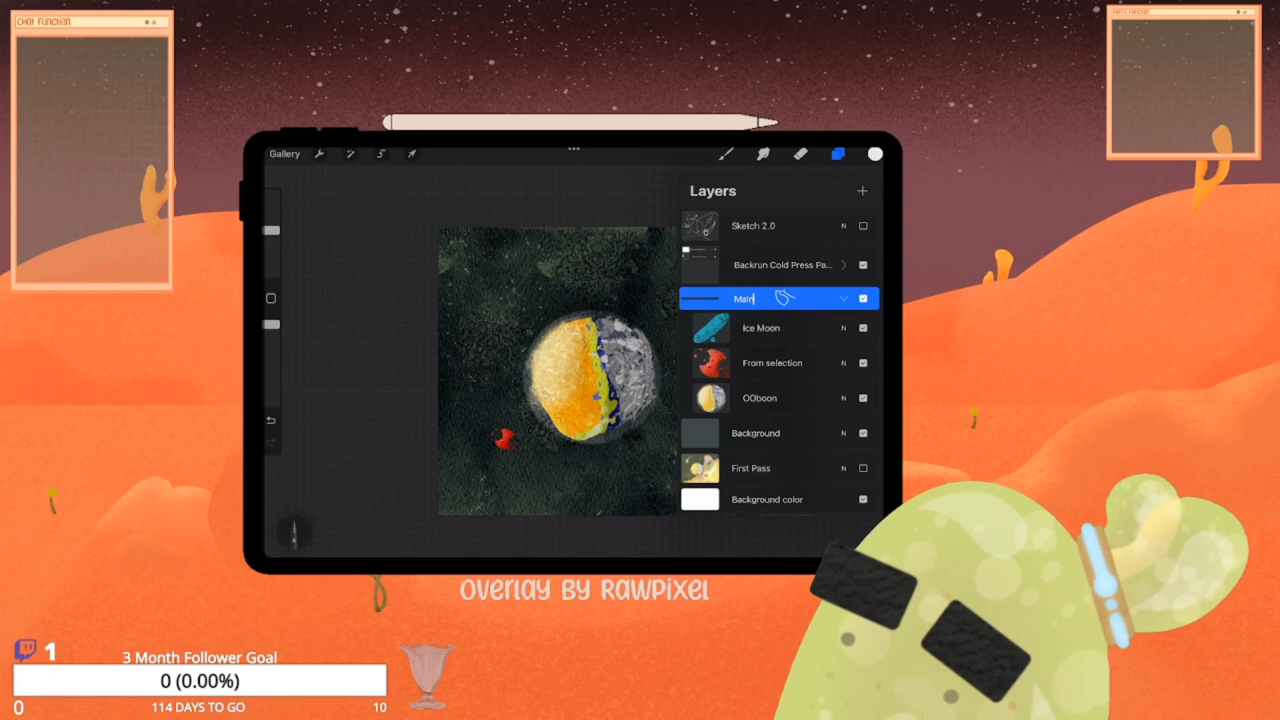 Chat Function
Gallery
Layers
Sketch 2.0
N
Backrun Cold Press Pa...
Main
Ice Moon
N
From selection
N
OOboon
N
Background
N
First Pass
N
Background color
A
Overlay by Rawpixel
1
3 Month Follower Goal
0 (0.00%)
0
114 DAYS TO GO
10